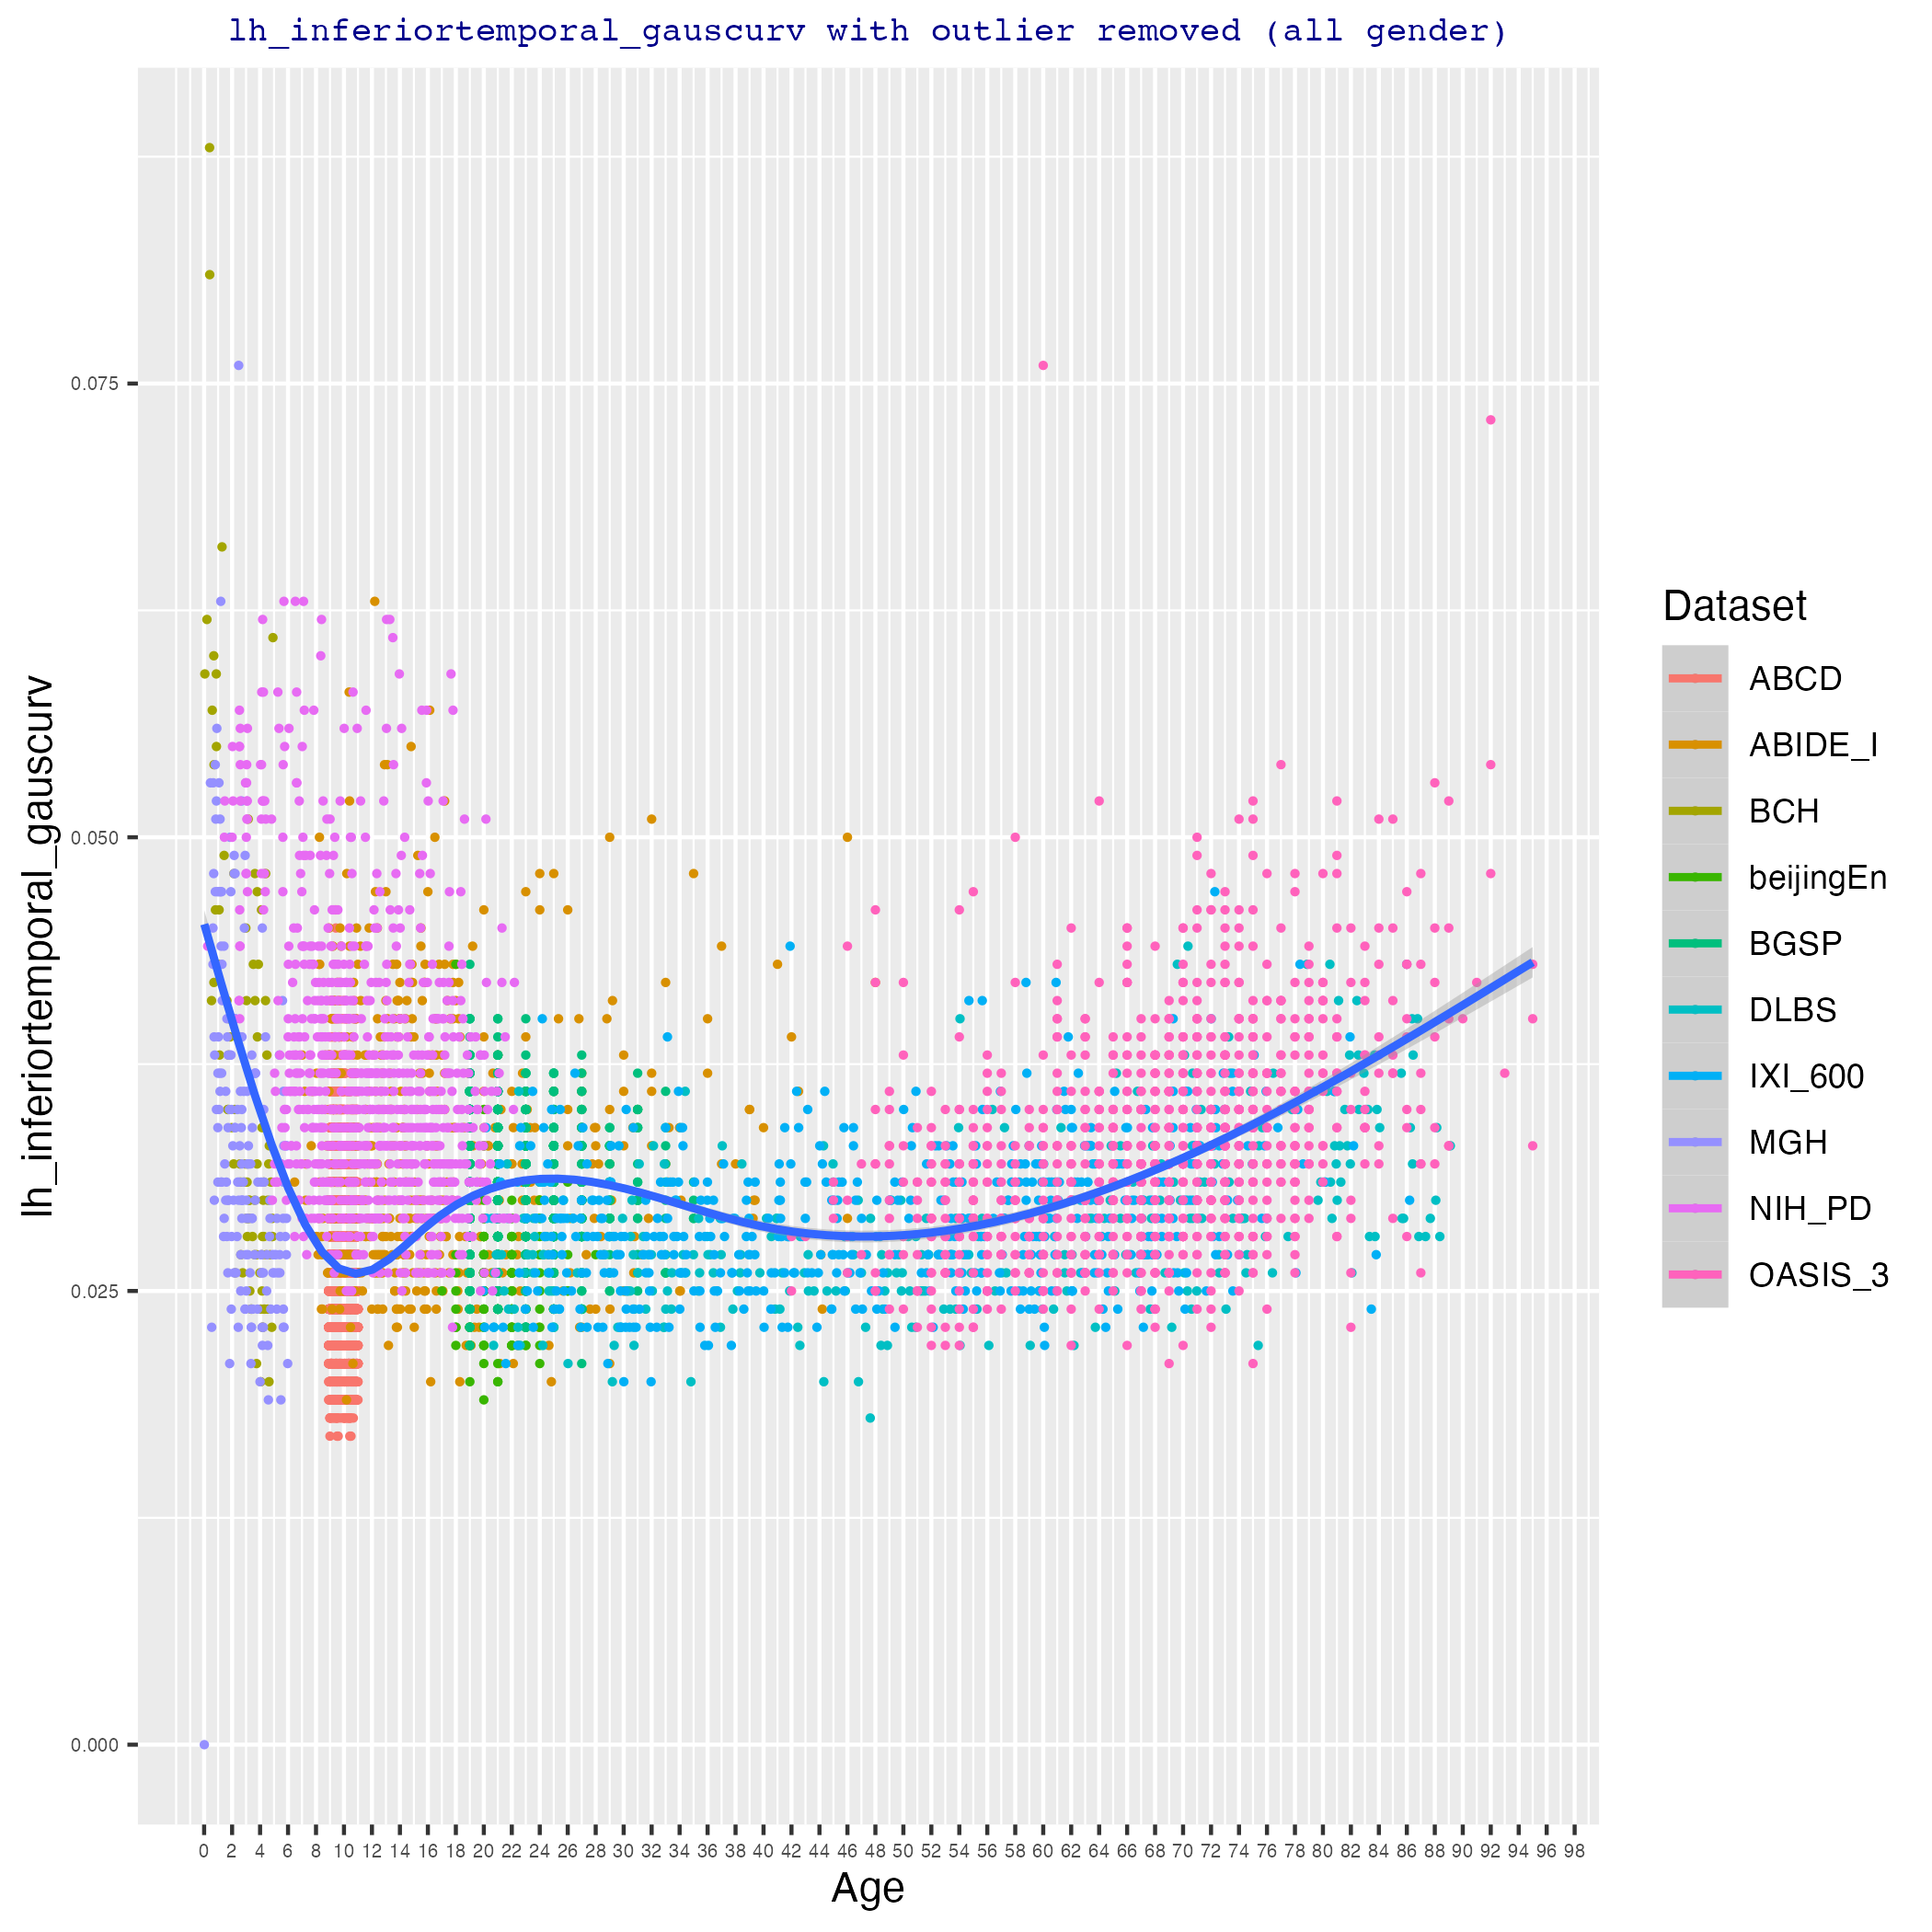 lh_inferiortemporal_gauscurv with outlier removed (all gender)
lh_inferiortemporal_gauscurv
0.075
0.050
0.025
0.000
0 2 4 6 8 10 12 14 16 18 20 22 24 26 28 30 32 34 36 38 40 42 44 46 48 50 52 54 56 58 60 62 64 66 68 70 72 74 76 78 80 82 84 86 88 90 92 94 96 98
Age
Dataset
ABCD
ABIDE_I
BCH
beijingEn
BGSP
DLBS
IXI_600
MGH
NIH_PD
OASIS_3